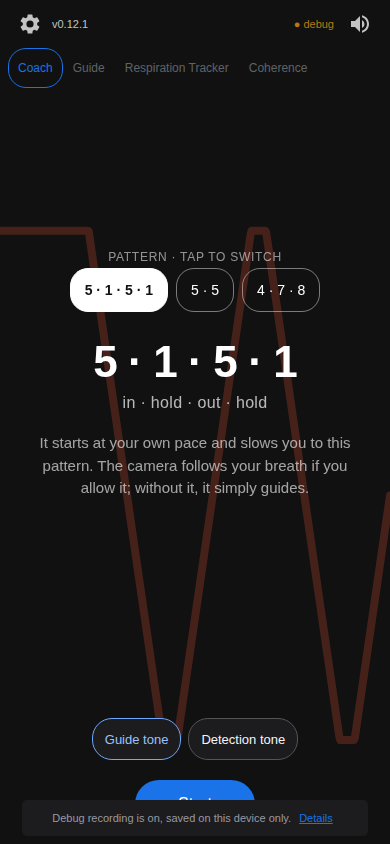 v0.12.1
● debug
Coach
Guide
Respiration Tracker
Coherence
PATTERN · TAP TO SWITCH
5 · 1 · 5 · 1
5 · 5
4 · 7 · 8
5 · 1 · 5 · 1
in · hold · out · hold
It starts at your own pace and slows you to this
pattern. The camera follows your breath if you
allow it; without it, it simply guides.
Guide tone
Detection tone
Debug recording is on, saved on this device only. Details